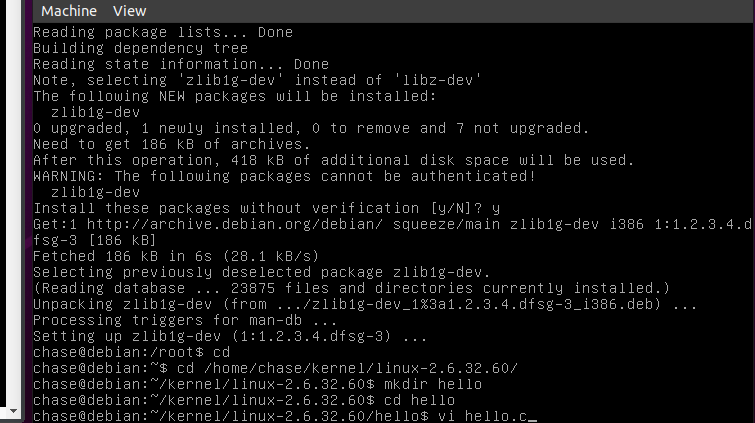 Machine View
Reading package lists... Done
Building dependency tree
Reading state information... Done
Note, selecting 'zlib1g-dev' instead of 'libz-dev'
The following NEW packages will be installed:
  zlib1g-dev
0 upgraded, 1 newly installed, 0 to remove and 7 not upgraded.
Need to get 186 kB of archives.
After this operation, 418 kB of additional disk space will be used.
WARNING: The following packages cannot be authenticated!
  zlib1g-dev
Install these packages without verification [y/N]? y
Get:1 http://archive.debian.org/debian/ squeeze/main zlib1g-dev i386 1:1.2.3.4.d
fsg-3 [186 kB]
Fetched 186 kB in 6s (28.1 kB/s)
Selecting previously deselected package zlib1g-dev.
(Reading database ... 23875 files and directories currently installed.)
Unpacking zlib1g-dev (from .../zlib1g-dev_1%3a1.2.3.4.dfsg-3_i386.deb) ...
Processing triggers for man-db ...
Setting up zlib1g-dev (1:1.2.3.4.dfsg-3) ...
chase@debian:/root$ cd
chase@debian:~$ cd /home/chase/kernel/linux-2.6.32.60/
chase@debian:~/kernel/linux-2.6.32.60$ mkdir hello
chase@debian:~/kernel/linux-2.6.32.60$ cd hello
chase@debian:~/kernel/linux-2.6.32.60/hello$ vi hello.c_